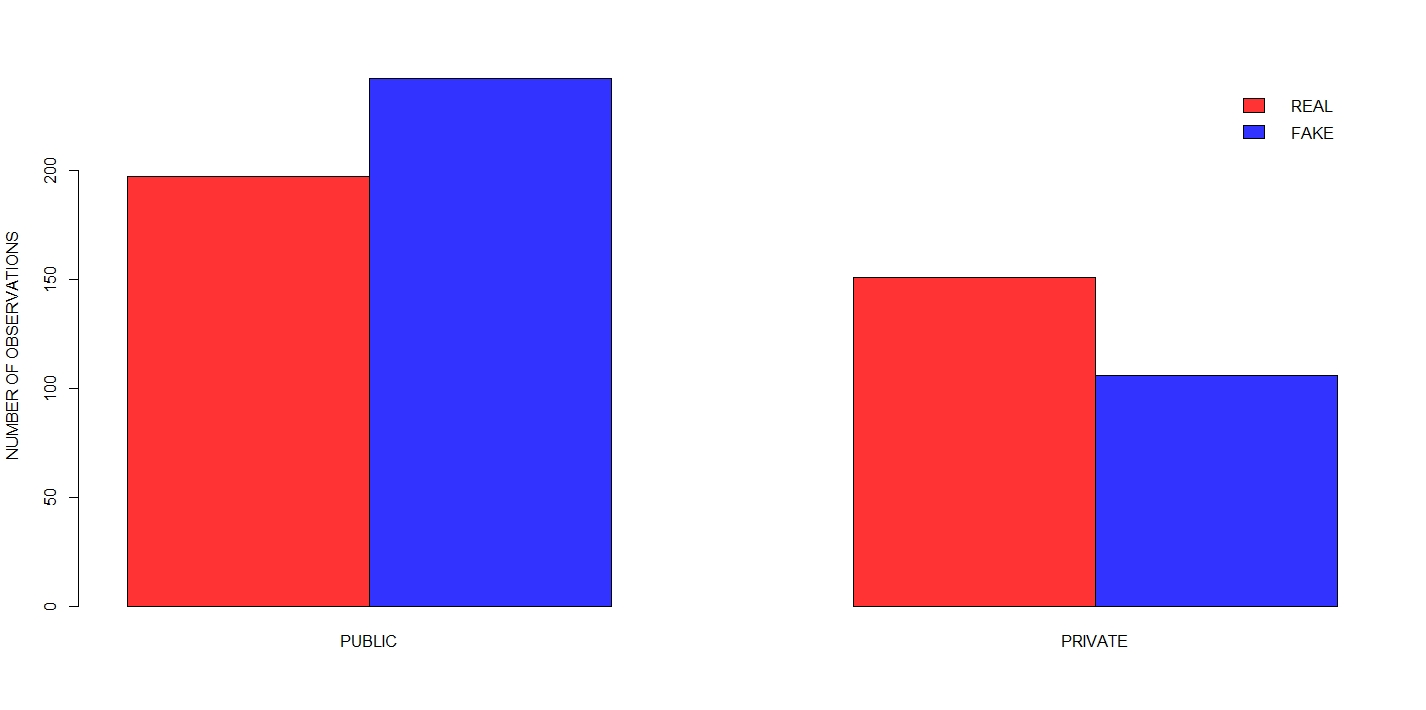 NUMBER OF OBSERVATIONS
200
150
100
50
0
PUBLIC
PRIVATE
REAL
FAKE